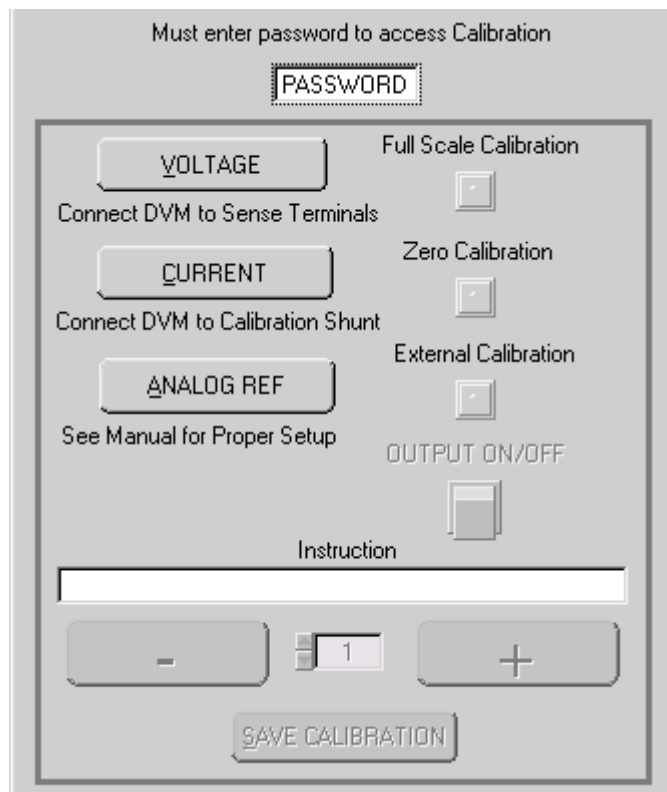 Must enter password to access Calibration
PASSWORD
VOLTAGE
Full Scale Calibration
Connect DVM to Sense Terminals
CURRENT
Zero Calibration
Connect DVM to Calibration Shunt
ANALOG REF
External Calibration
See Manual for Proper Setup
OUTPUT ON/OFF
Instruction
-
1
+
SAVE CALIBRATION